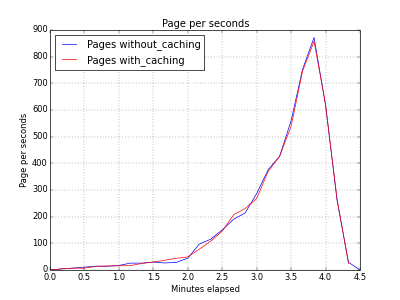 Page per seconds
900
Pages without_caching
800
Pages with_caching
700
600
500
400
300
200
100
0
Page per seconds
0.0 0.5 1.0 1.5 2.0 2.5 3.0 3.5 4.0 4.5
Minutes elapsed